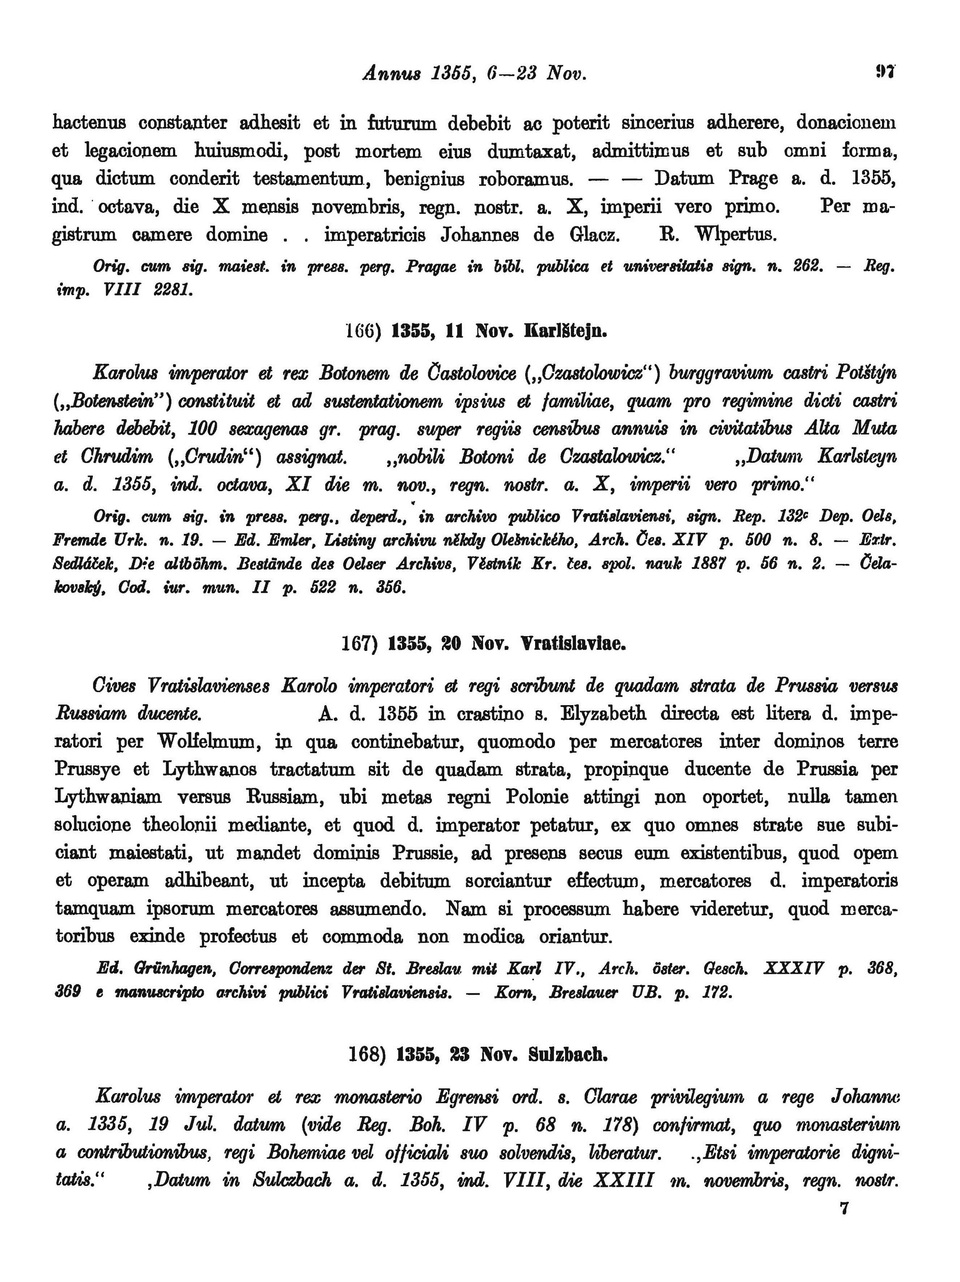 Annus 1355, 6—23 Nov. 97
hactenus constanter adhesit et in futurum debebit ac poterit sincerius adherere, donacionem
et legacionem huiusmodi, post mortem eius dumtaxat, admittimus et sub omni forma,
qua dictum conderit testamentum, benignius roboramus. — — Datum Prage a. d. 1355,
ind. octava, die X mensis novembris, regn. nostr. a. X, imperii vero primo. Per ma-
gistrum camere domine . . imperatricis Johannes de Glacz. R. Wlpertus.
Orig. cum sig. maiest. in press. perg. Pragae in bibl. publica et universitatis sign. n. 262. — Reg.
imp. VIII 2281.
166) 1355, 11 Nov. Karlštejn.
Karolus imperator et rex Botonem de Častolovice („Czastolowicz“) burggravium castri Potštýn
(„Botenstein”) constituit et ad sustentationem ipsius et familiae, quam pro regimine dicti castri
habere debebit, 100 sexagenas gr. prag. super regiis censibus annuis in civitatibus Alta Muta
et Chrudim („Crudin“) assignat. „nobili Botoni de Czastalowicz.“ „Datum Karlsteyn
a. d. 1355, ind. octava, XI die m. nov., regn. nostr. a. X, imperii vero primo.“
Orig. cum sig. in press. perg., deperd., in archivo publico Vratislaviensi, sign. Rep. 132c Dep. Oels,
Fremde Urk. n. 19. — Ed. Emler, Listiny archivu někdy Olešnického, Arch. Čes. XIV p. 500 n. 8. — Extr.
Sedláček, Die altböhm. Bestände des Oelser Archivs, Věstník Kr. čes. spol. nauk 1887 p. 56 n. 2. — Čela-
kovský, Cod. iur. mun. II p. 522 n. 356.
167) 1355, 20 Nov. Vratislaviae.
Cives Vratislavienses Karolo imperatori et regi scribunt de quadam strata de Prussia versus
Russiam ducente. A. d. 1355 in crastino s. Elyzabeth directa est litera d. impe-
ratori per Wolfelmum, in qua continebatur, quomodo per mercatores inter dominos terre
Prussye et Lythwanos tractatum sit de quadam strata, propinque ducente de Prussia per
Lythwaniam versus Russiam, ubi metas regni Polonie attingi non oportet, nulla tamen
solucione theolonii mediante, et quod d. imperator petatur, ex quo omnes strate sue subi-
ciant maiestati, ut mandet dominis Prussie, ad presens secus eum existentibus, quod opem
et operam adhibeant, ut incepta debitum sorciantur effectum, mercatores d. imperatoris
tamquam ipsorum mercatores assumendo. Nam si processum habere videretur, quod merca-
toribus exinde profectus et commoda non modica oriantur.
Ed. Grünhagen, Correspondenz der St. Breslau mit Karl IV., Arch. öster. Gesch. XXXIV p. 368,
369 e manuscripto archivi publici Vratislaviensis. — Korn, Breslauer UB. p. 172.
168) 1355, 23 Nov. Sulzbach.
Karolus imperator et rex monasterio Egrensi ord. s. Clarae privilegium a rege Johanne
a. 1335, 19 Jul. datum (vide Reg. Boh. IV p. 68 n. 178) confirmat, quo monasterium
a contributionibus, regi Bohemiae vel officiali suo solvendis, liberatur. „Etsi imperatorie digni-
tatis.“ „Datum in Sulczbach a. d. 1355, ind. VIII, die XXIII m. novembris, regn. nostr.
7